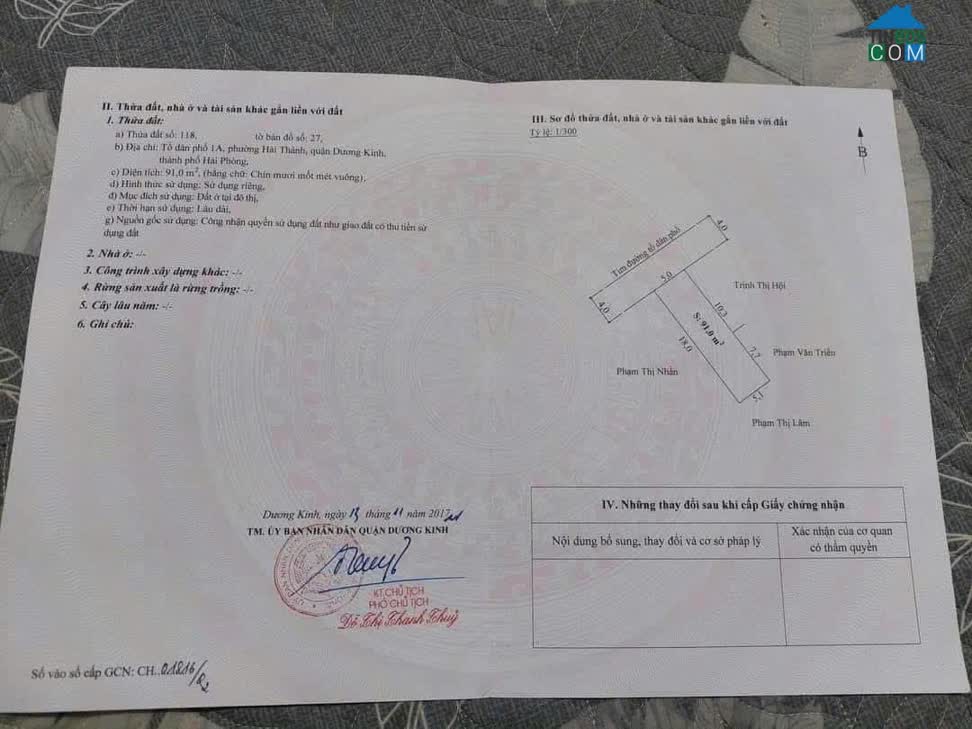 COM
II. Thửa đất, nhà ở và tài sản khác gắn liền với đất
1. Thửa đất:
a) Thửa đất số: 118, tờ bản đồ số: 27,
b) Địa chỉ: Tổ dân phố 1A, phường Hải Thành, quận Dương Kinh,
thành phố Hải Phòng,
c) Diện tích: 91,0 m², (bằng chữ: Chín mươi mốt mét vuông),
d) Hình thức sử dụng: Sử dụng riêng,
đ) Mục đích sử dụng: Đất ở tại đô thị,
e) Thời hạn sử dụng: Lâu dài,
g) Nguồn gốc sử dụng: Công nhận quyền sử dụng đất như giao đất có thu tiền sử
dụng đất
2. Nhà ở: -/-
3. Công trình xây dựng khác: -/-
4. Rừng sản xuất là rừng trồng: -/-
5. Cây lâu năm: -/-
6. Ghi chú:
Dương Kinh, ngày 13 tháng 11 năm 2017
TM. ỦY BAN NHÂN DÂN QUẬN DƯƠNG KINH
KT.CHỦ TỊCH
PHÓ CHỦ TỊCH
Đỗ Thị Thanh Thuỷ
Số vào sổ cấp GCN: CH..01816/
III. Sơ đồ thửa đất, nhà ở và tài sản khác gắn liền với đất
Tỷ lệ: 1/300
B
4.0
Tim đường tổ dân phố
5.0
4.0
Trịnh Thị Hội
10.3
S: 91,0 m²
18.0
7.7
Phạm Văn Triều
Phạm Thị Nhẫn
Phạm Thị Lâm
IV. Những thay đổi sau khi cấp Giấy chứng nhận
Nội dung bổ sung, thay đổi và cơ sở pháp lý
Xác nhận của cơ quan
có thẩm quyền